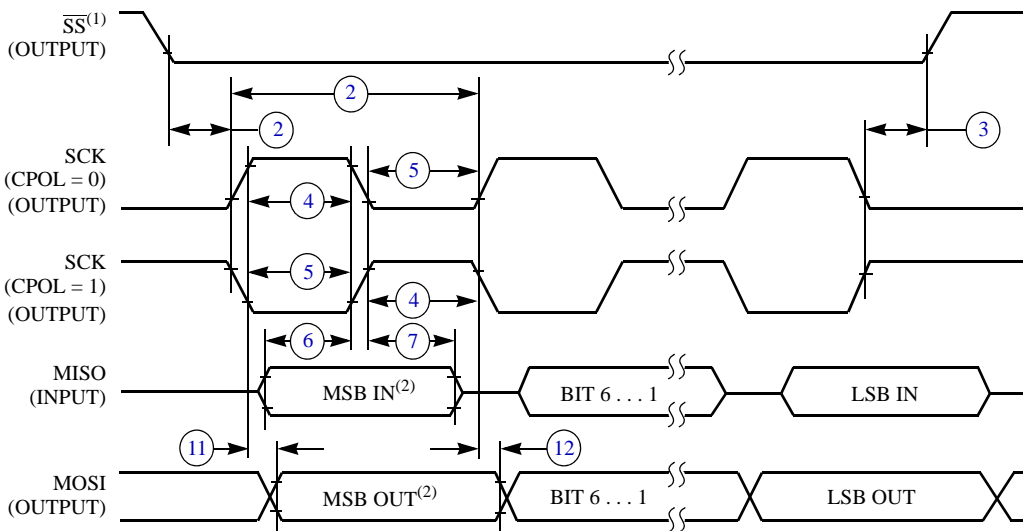 SS(1)
(OUTPUT)
2
2
3
SCK
(CPOL = 0)
(OUTPUT)
5
4
SCK
(CPOL = 1)
(OUTPUT)
5
4
6
7
MISO
(INPUT)
MSB IN(2)
BIT 6 . . . 1
LSB IN
11
12
MOSI
(OUTPUT)
MSB OUT(2)
BIT 6 . . . 1
LSB OUT